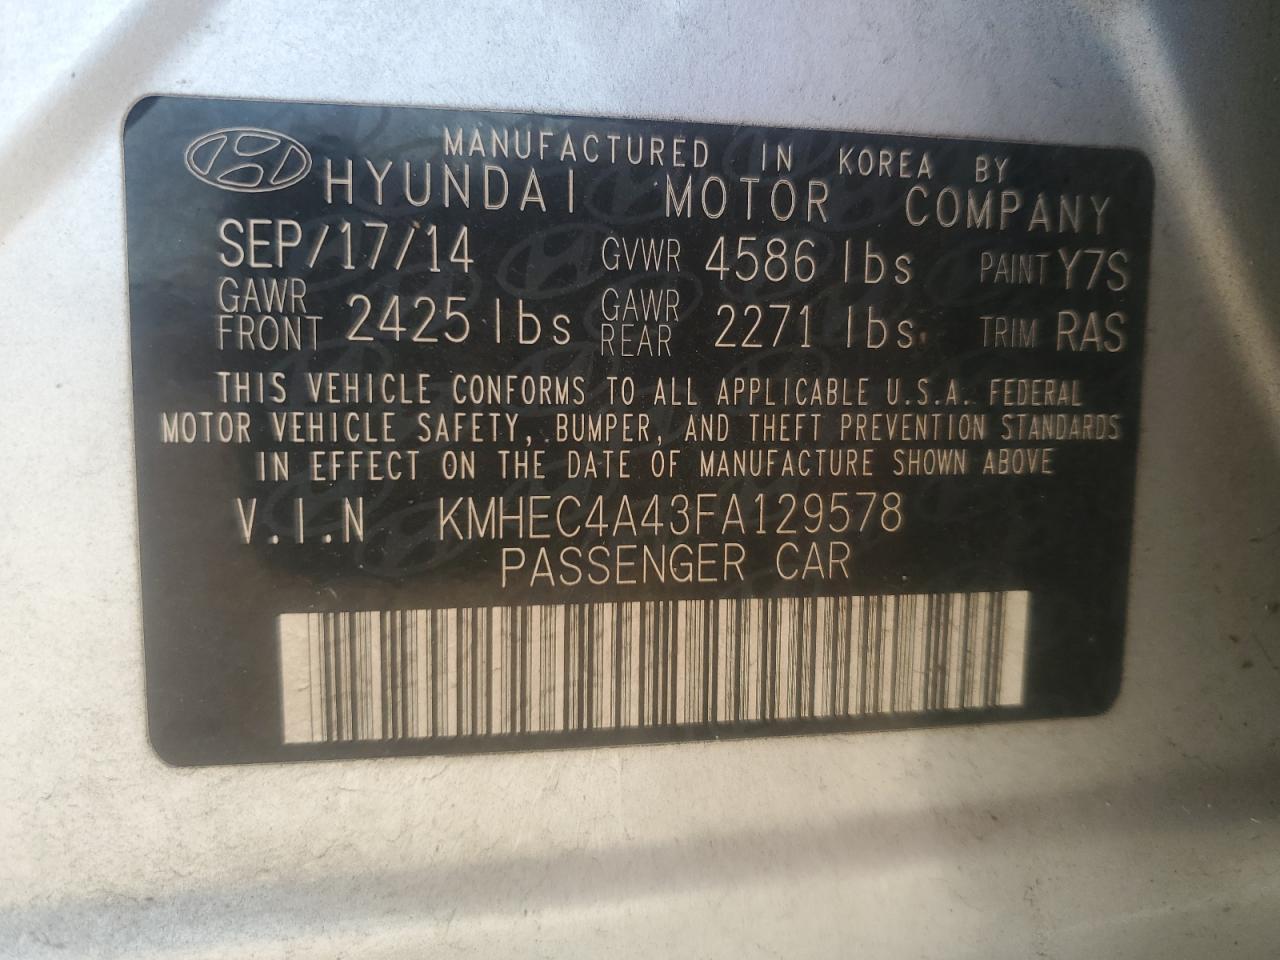 MANUFACTURED IN KOREA BY
HYUNDAI MOTOR COMPANY
SEP/17/14 GVWR 4586 lbs PAINT Y7S
GAWR FRONT 2425 lbs GAWR REAR 2271 lbs TRIM RAS
THIS VEHICLE CONFORMS TO ALL APPLICABLE U.S.A. FEDERAL
MOTOR VEHICLE SAFETY, BUMPER, AND THEFT PREVENTION STANDARDS
IN EFFECT ON THE DATE OF MANUFACTURE SHOWN ABOVE
V.I.N KMHEC4A43FA129578
PASSENGER CAR